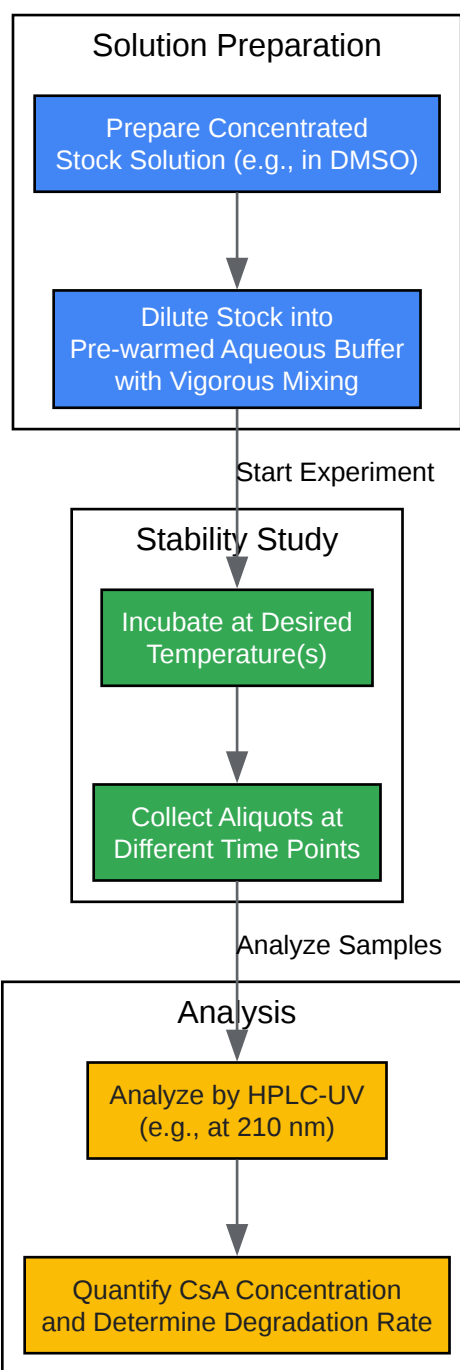 Solution Preparation
Prepare Concentrated
Stock Solution (e.g., in DMSO)
Dilute Stock into
Pre-warmed Aqueous Buffer
with Vigorous Mixing
Start Experiment
Stability Study
Incubate at Desired
Temperature(s)
Collect Aliquots at
Different Time Points
Analyze Samples
Analysis
Analyze by HPLC-UV
(e.g., at 210 nm)
Quantify CsA Concentration
and Determine Degradation Rate